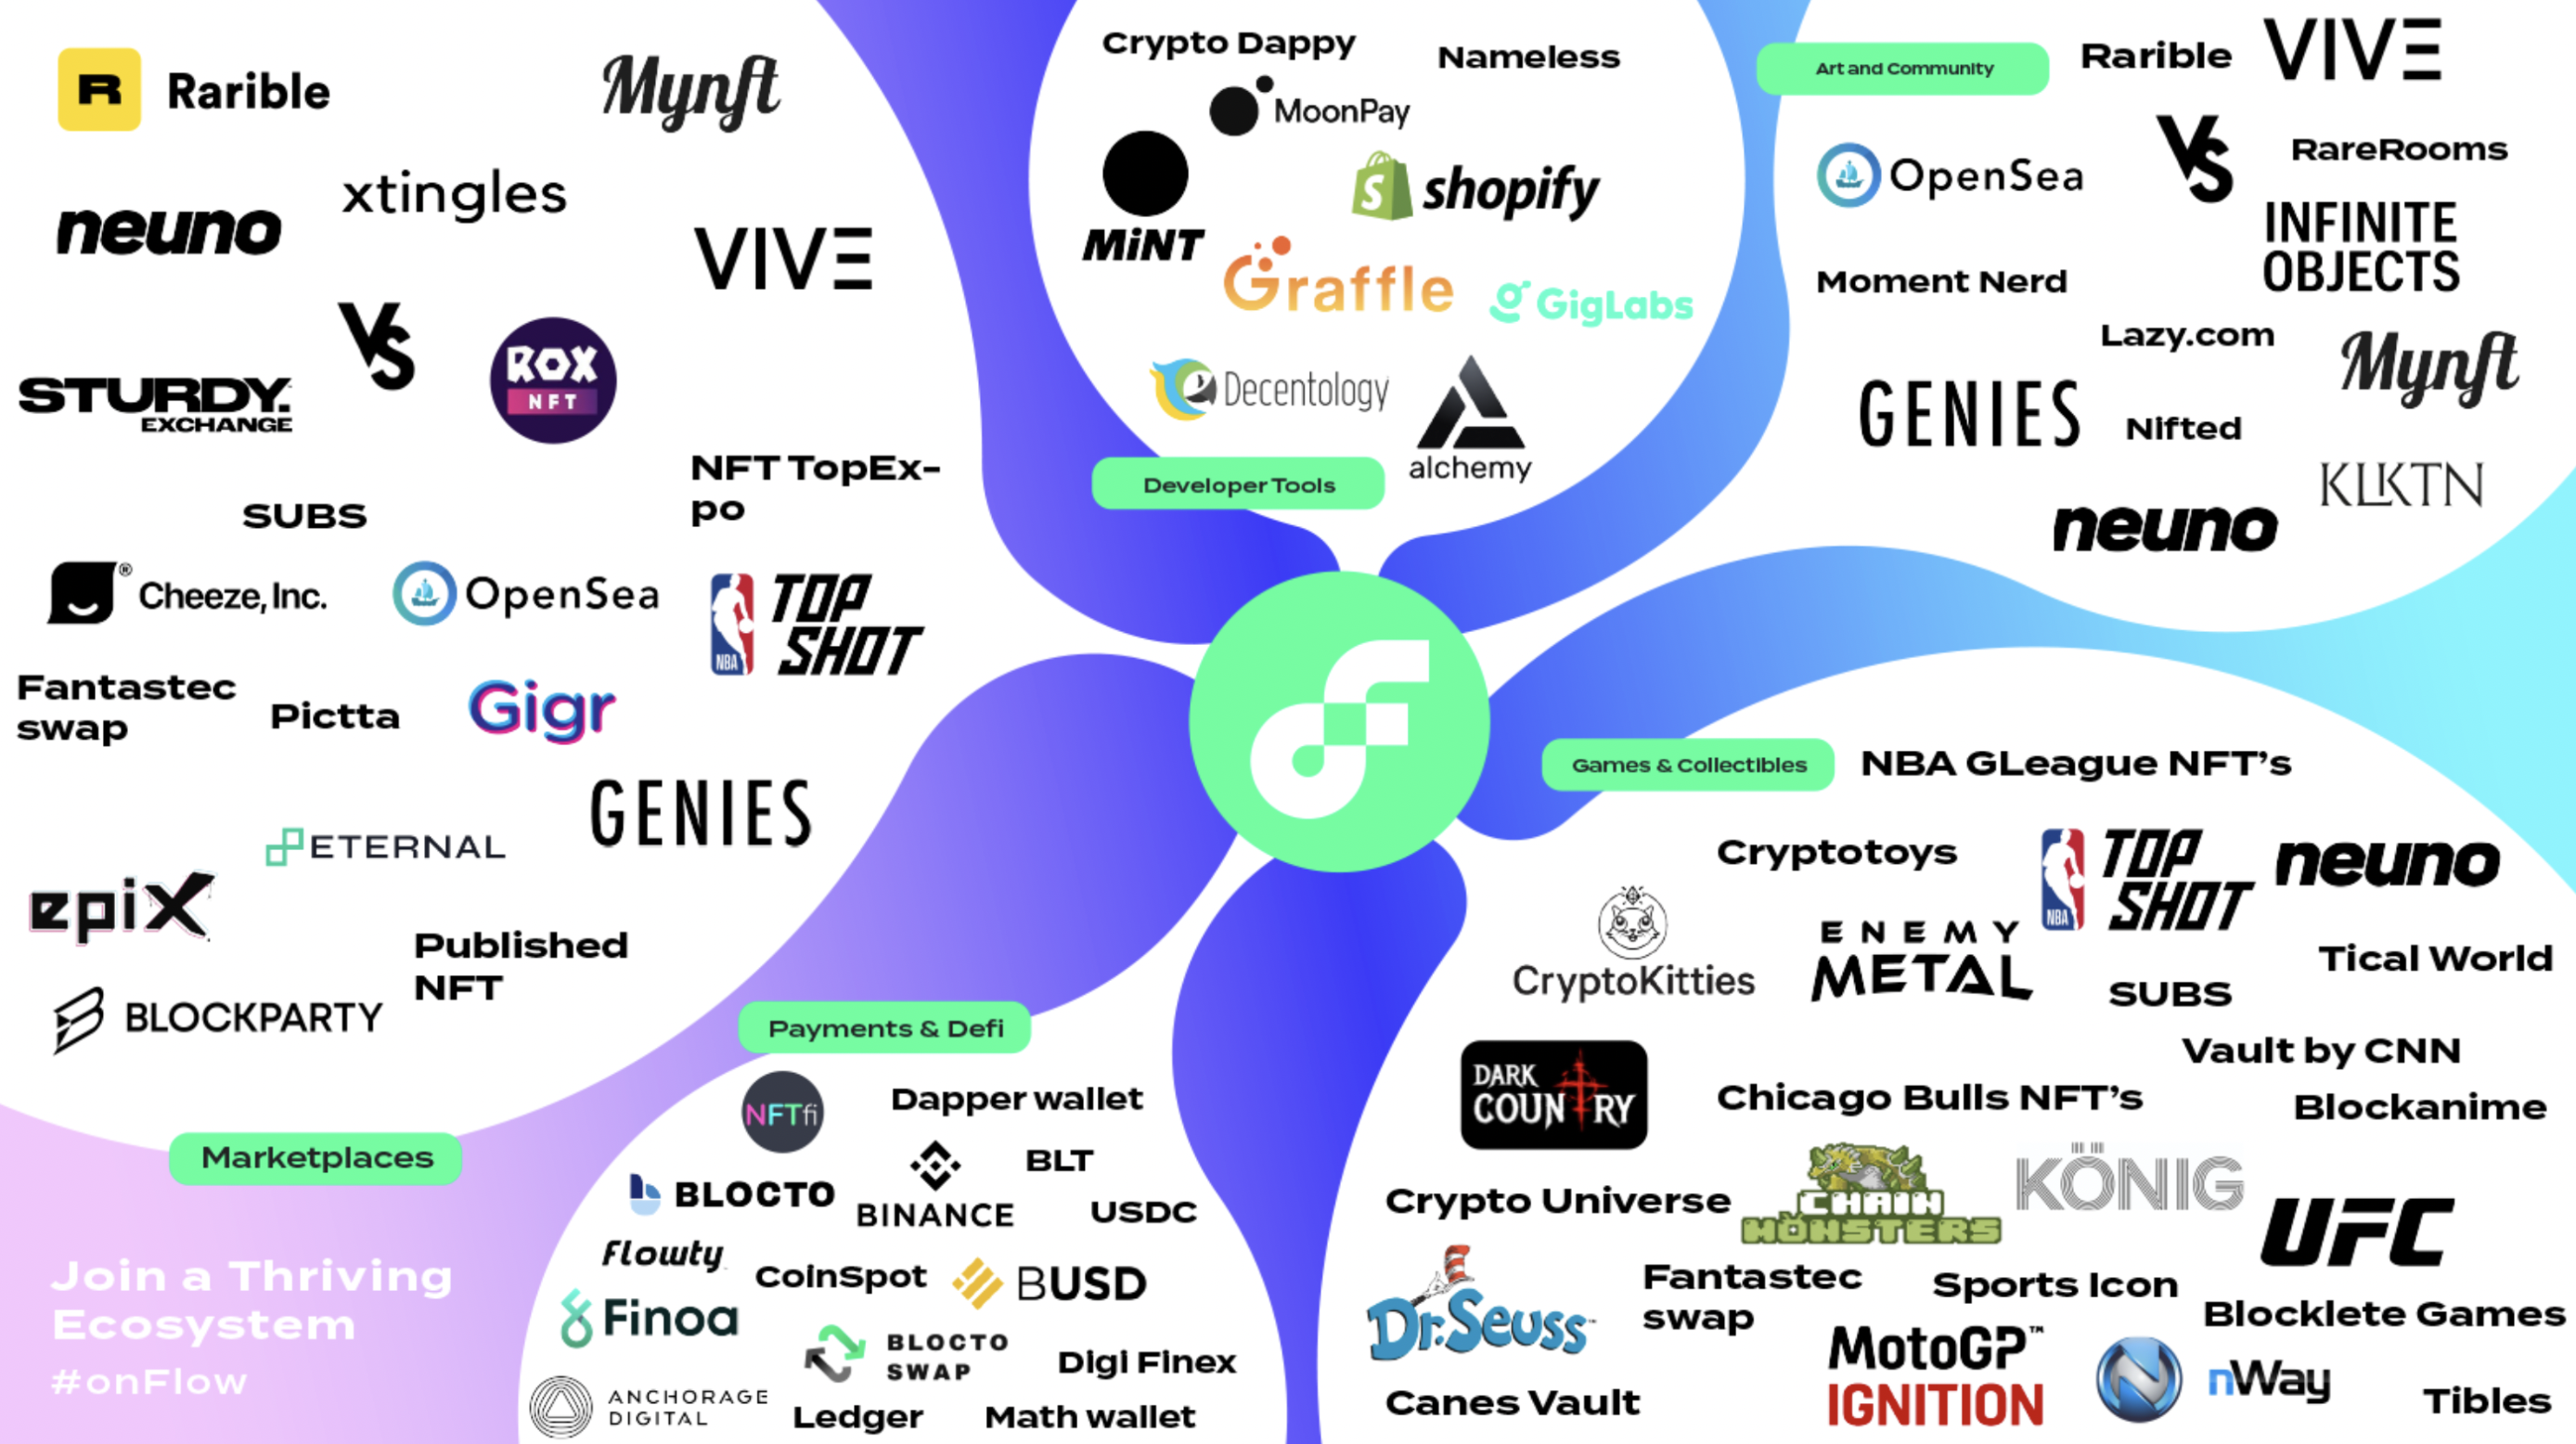 R Rarible
Mynft
xtingles
neuno
VIVE
VS
ROX
NFT
STURDY.
EXCHANGE
NFT TopEx-
po
SUBS
Cheeze, Inc.®
OpenSea
NBA
TOP
SHOT
Fantastec
swap
Pictta
Gigr
GENIES
ETERNAL
epix
Published
NFT
BLOCKPARTY
Marketplaces
Join a Thriving
Ecosystem
#onFlow
Crypto Dappy
Nameless
MoonPay
MiNT
S shopify
Graffle
GigLabs
Decentology
alchemy
Developer Tools
Art and Community
Rarible
VIVE
OpenSea
VS
RareRooms
INFINITE
OBJECTS
Moment Nerd
Lazy.com
Mynft
GENIES
Nifted
KLKTN
neuno
Games & Collectibles
NBA GLeague NFT’s
Cryptotoys
NBA
TOP
SHOT
neuno
CryptoKitties
ENEMY
METAL
Tical World
SUBS
Vault by CNN
DARK
COUNTRY
Chicago Bulls NFT’s
Blockanime
Crypto Universe
CHAIN
MÖNSTERS
KÖNIG
UFC
Dr. Seuss
Fantastec
swap
Sports Icon
Blocklete Games
MotoGP™
IGNITION
N nWay
Canes Vault
Tibles
Payments & Defi
NFTfi
Dapper wallet
BLOCTO
BINANCE
BLT
USDC
Flowty
CoinSpot
BUSD
Finoa
BLOCTO
SWAP
Digi Finex
ANCHORAGE
DIGITAL
Ledger
Math wallet